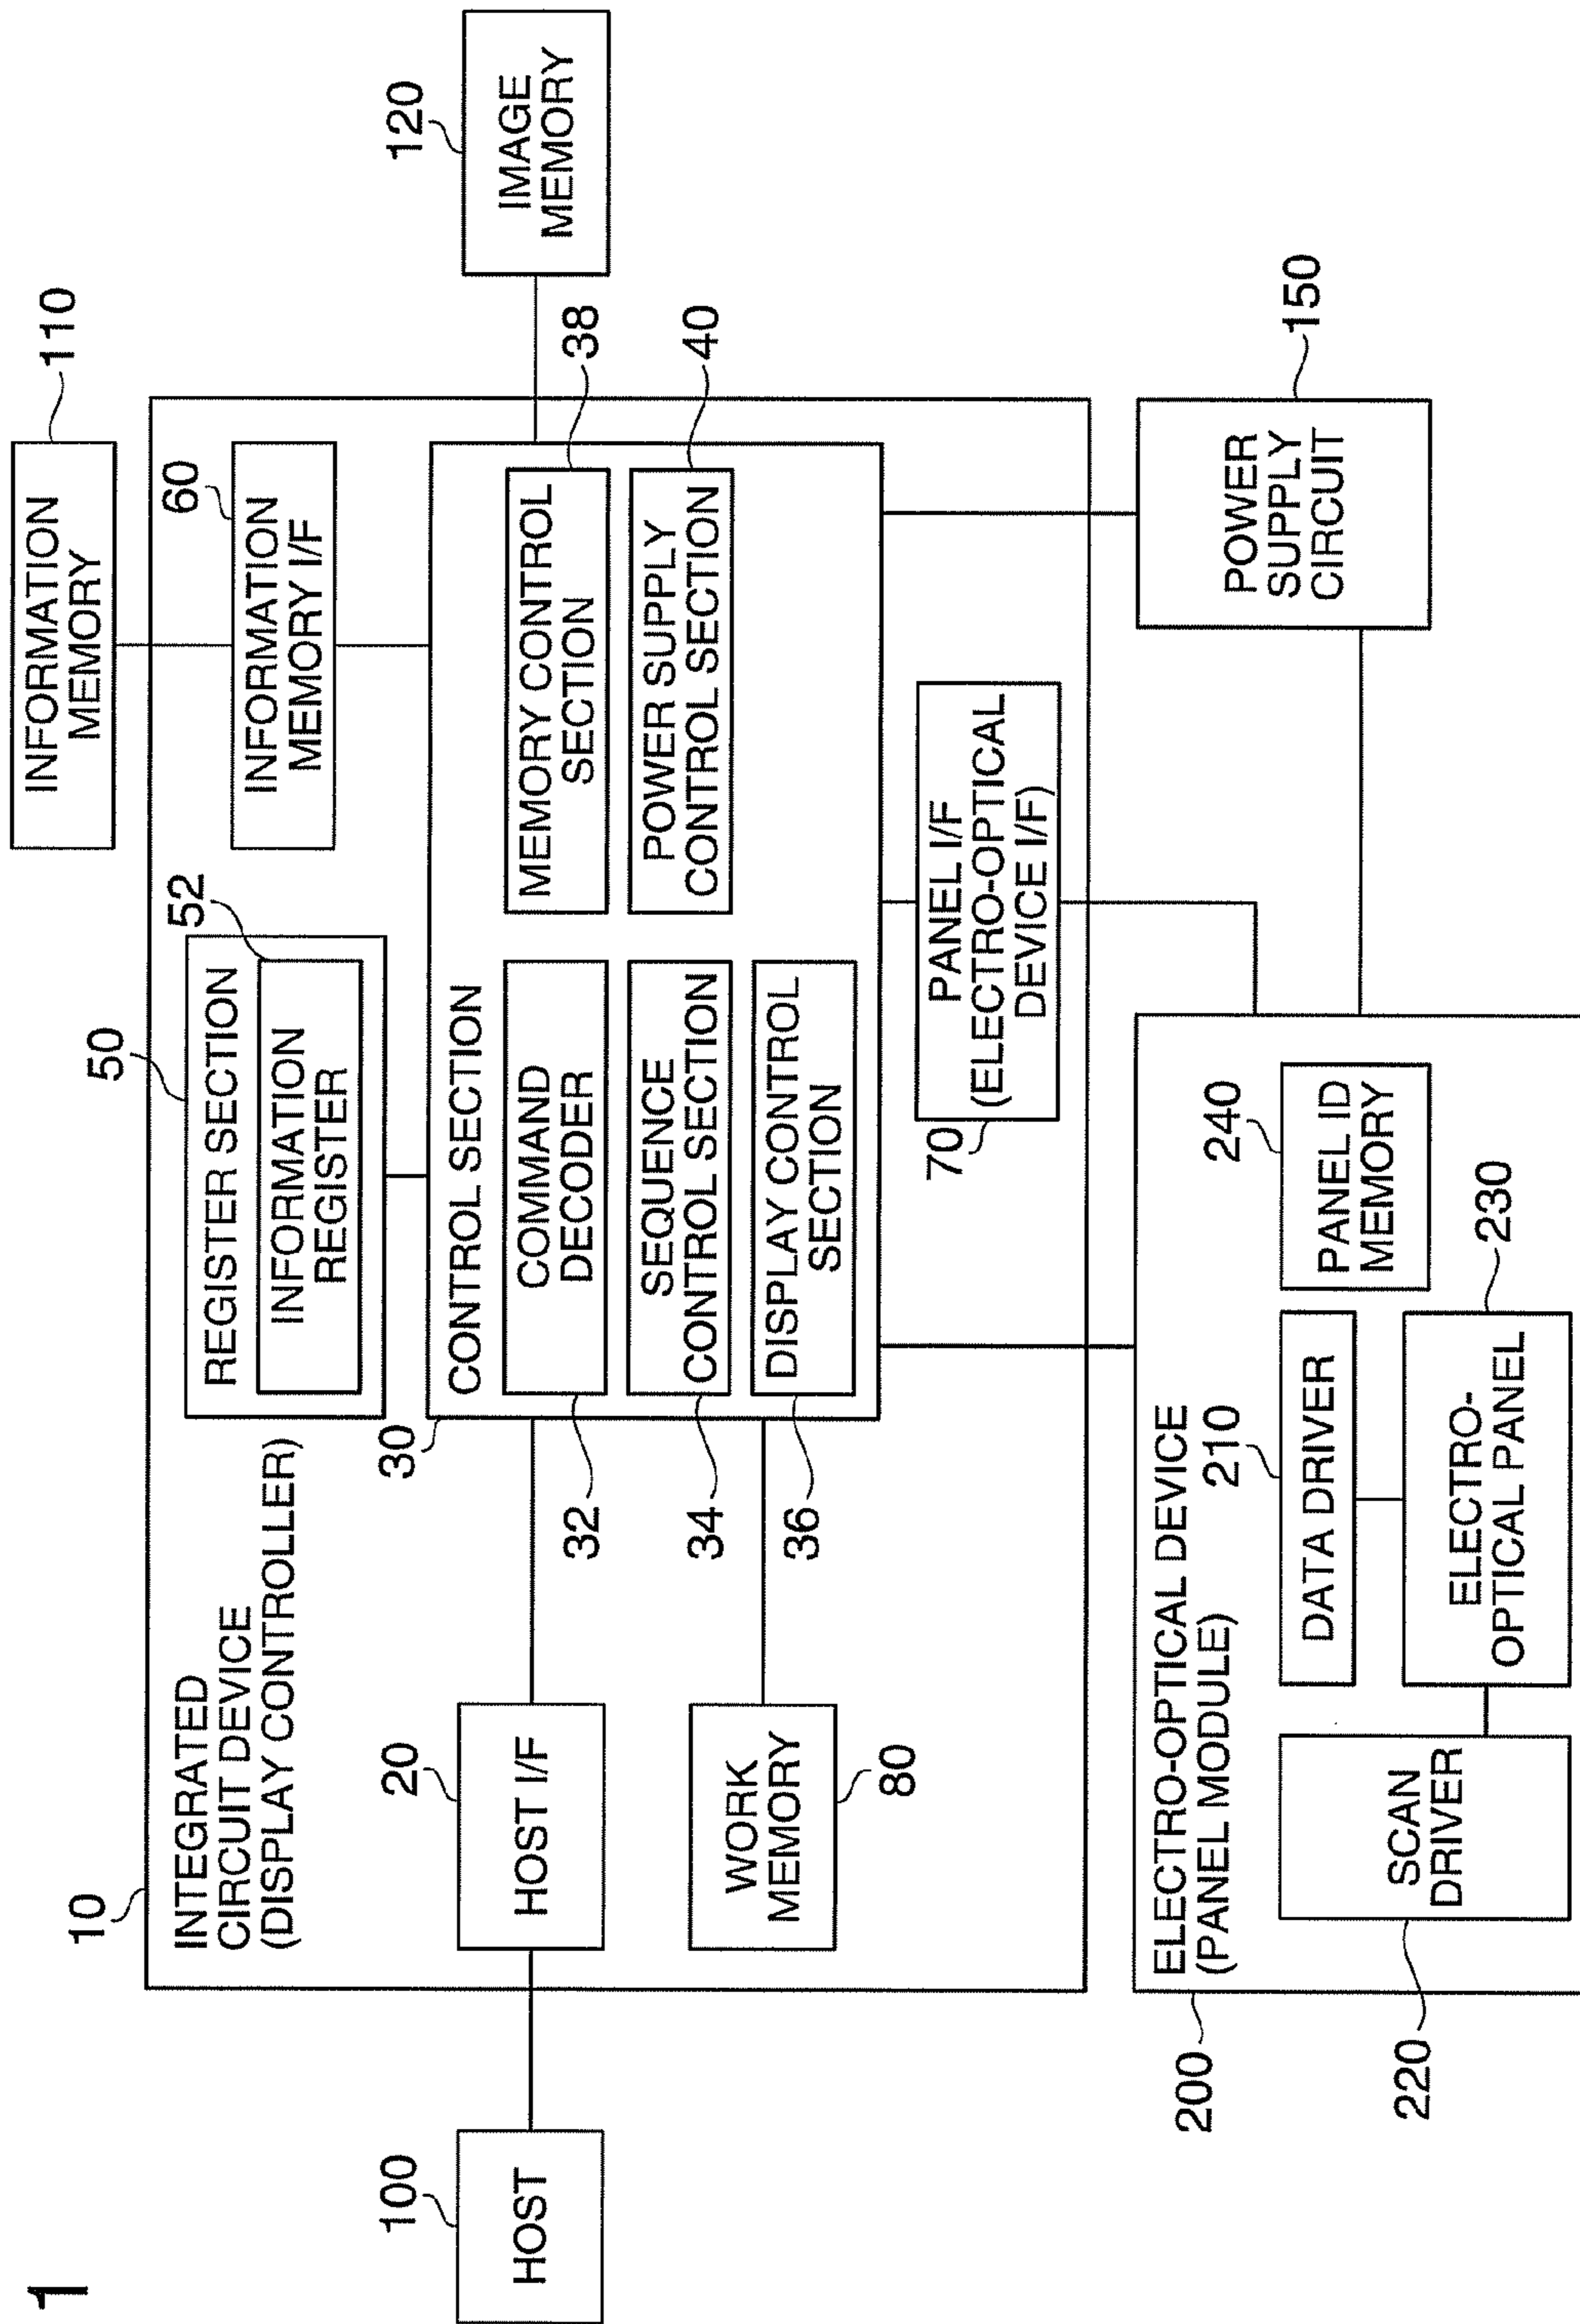 1
110
INFORMATION
MEMORY
10
INTEGRATED
CIRCUIT DEVICE
(DISPLAY CONTROLLER)
50
REGISTER SECTION
52
INFORMATION
REGISTER
60
INFORMATION
MEMORY I/F
100
HOST
20
HOST I/F
30
CONTROL SECTION
32
COMMAND
DECODER
34
SEQUENCE
CONTROL SECTION
36
DISPLAY CONTROL
SECTION
38
MEMORY CONTROL
SECTION
40
POWER SUPPLY
CONTROL SECTION
120
IMAGE
MEMORY
WORK
MEMORY
80
70
PANEL I/F
(ELECTRO-OPTICAL
DEVICE I/F)
150
POWER
SUPPLY
CIRCUIT
200
ELECTRO-OPTICAL DEVICE
(PANEL MODULE)
210
DATA DRIVER
240
PANEL ID
MEMORY
220
SCAN
DRIVER
230
ELECTRO-
OPTICAL PANEL